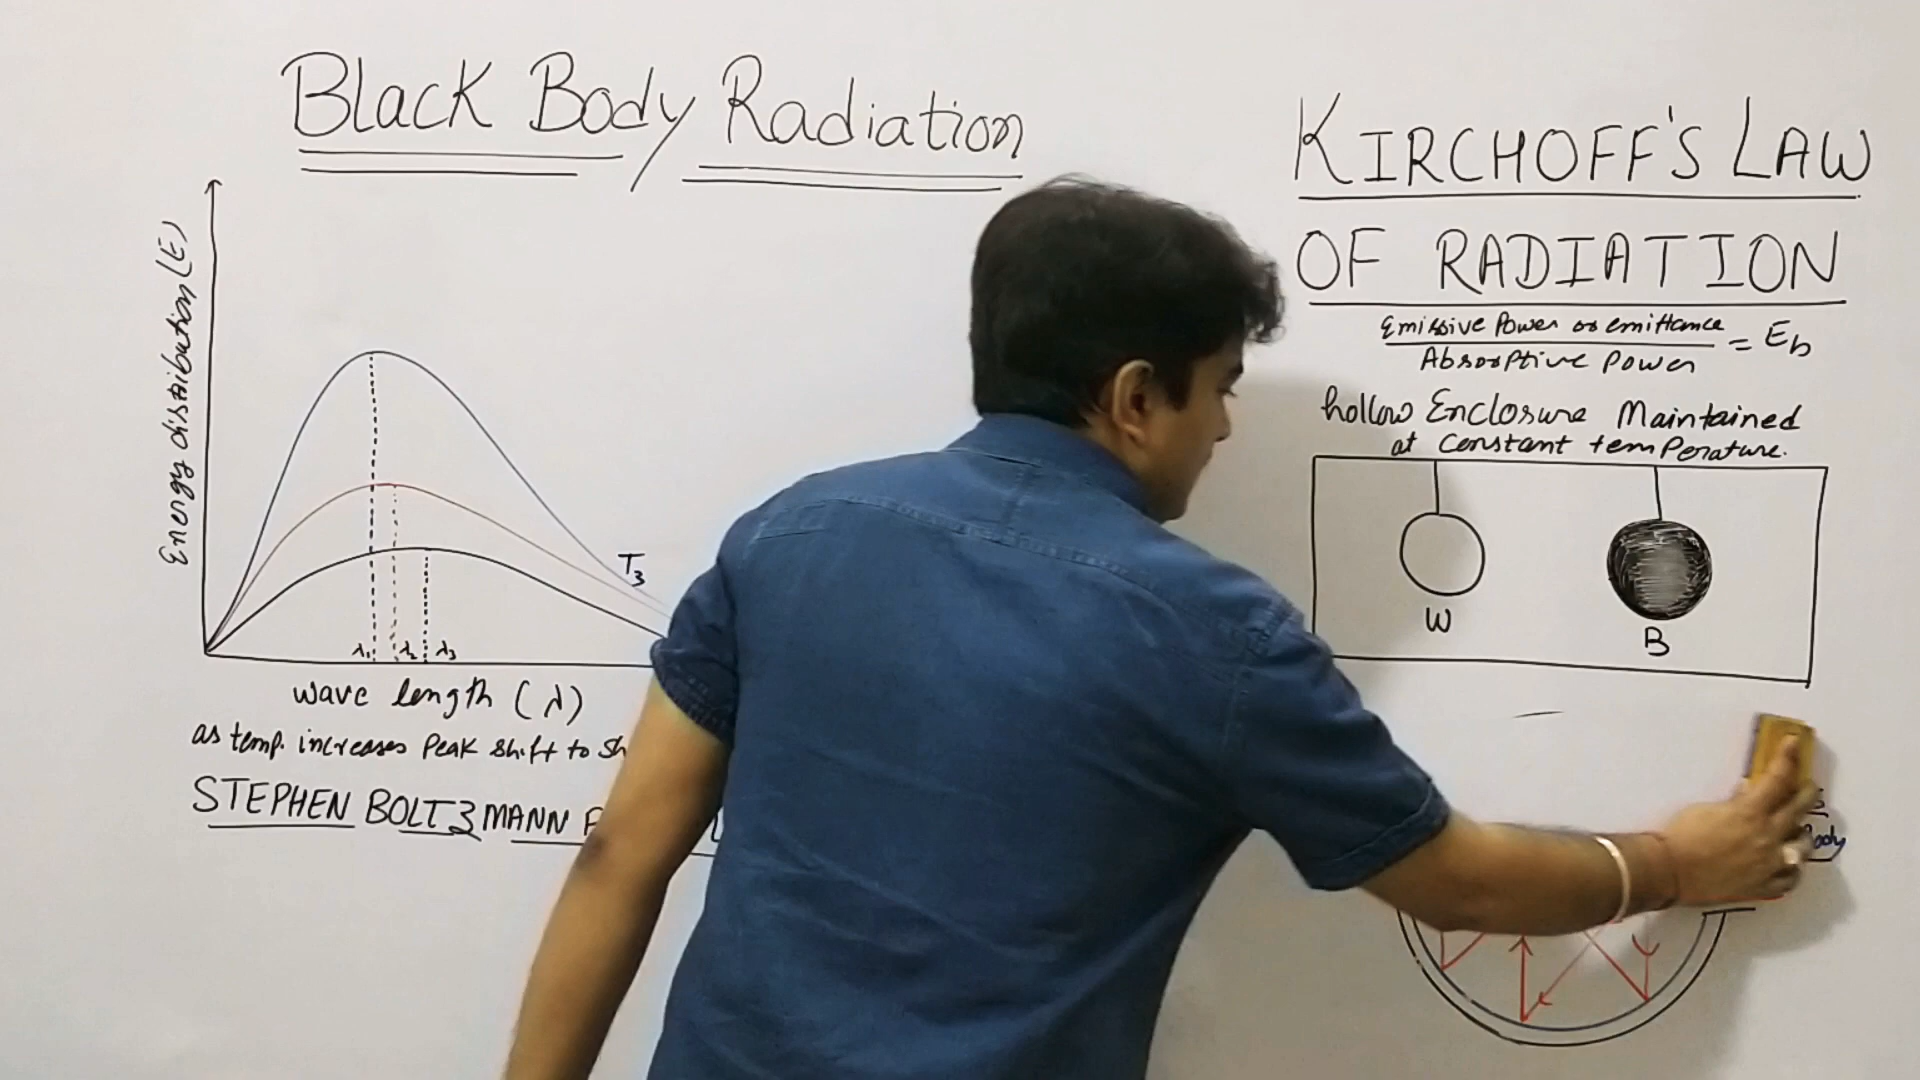 Black Body Radiation
Energy distribution (E)
T3
λ1 λ2 λ3
wave length (λ)
as temp. increases Peak shift to Sh
STEPHEN BOLTZMANN
KIRCHOFF'S LAW
OF RADIATION
Emissive Power or emittance
Absorptive Power
= Eb
hollow Enclosure Maintained
at constant temperature.
W
B
Body